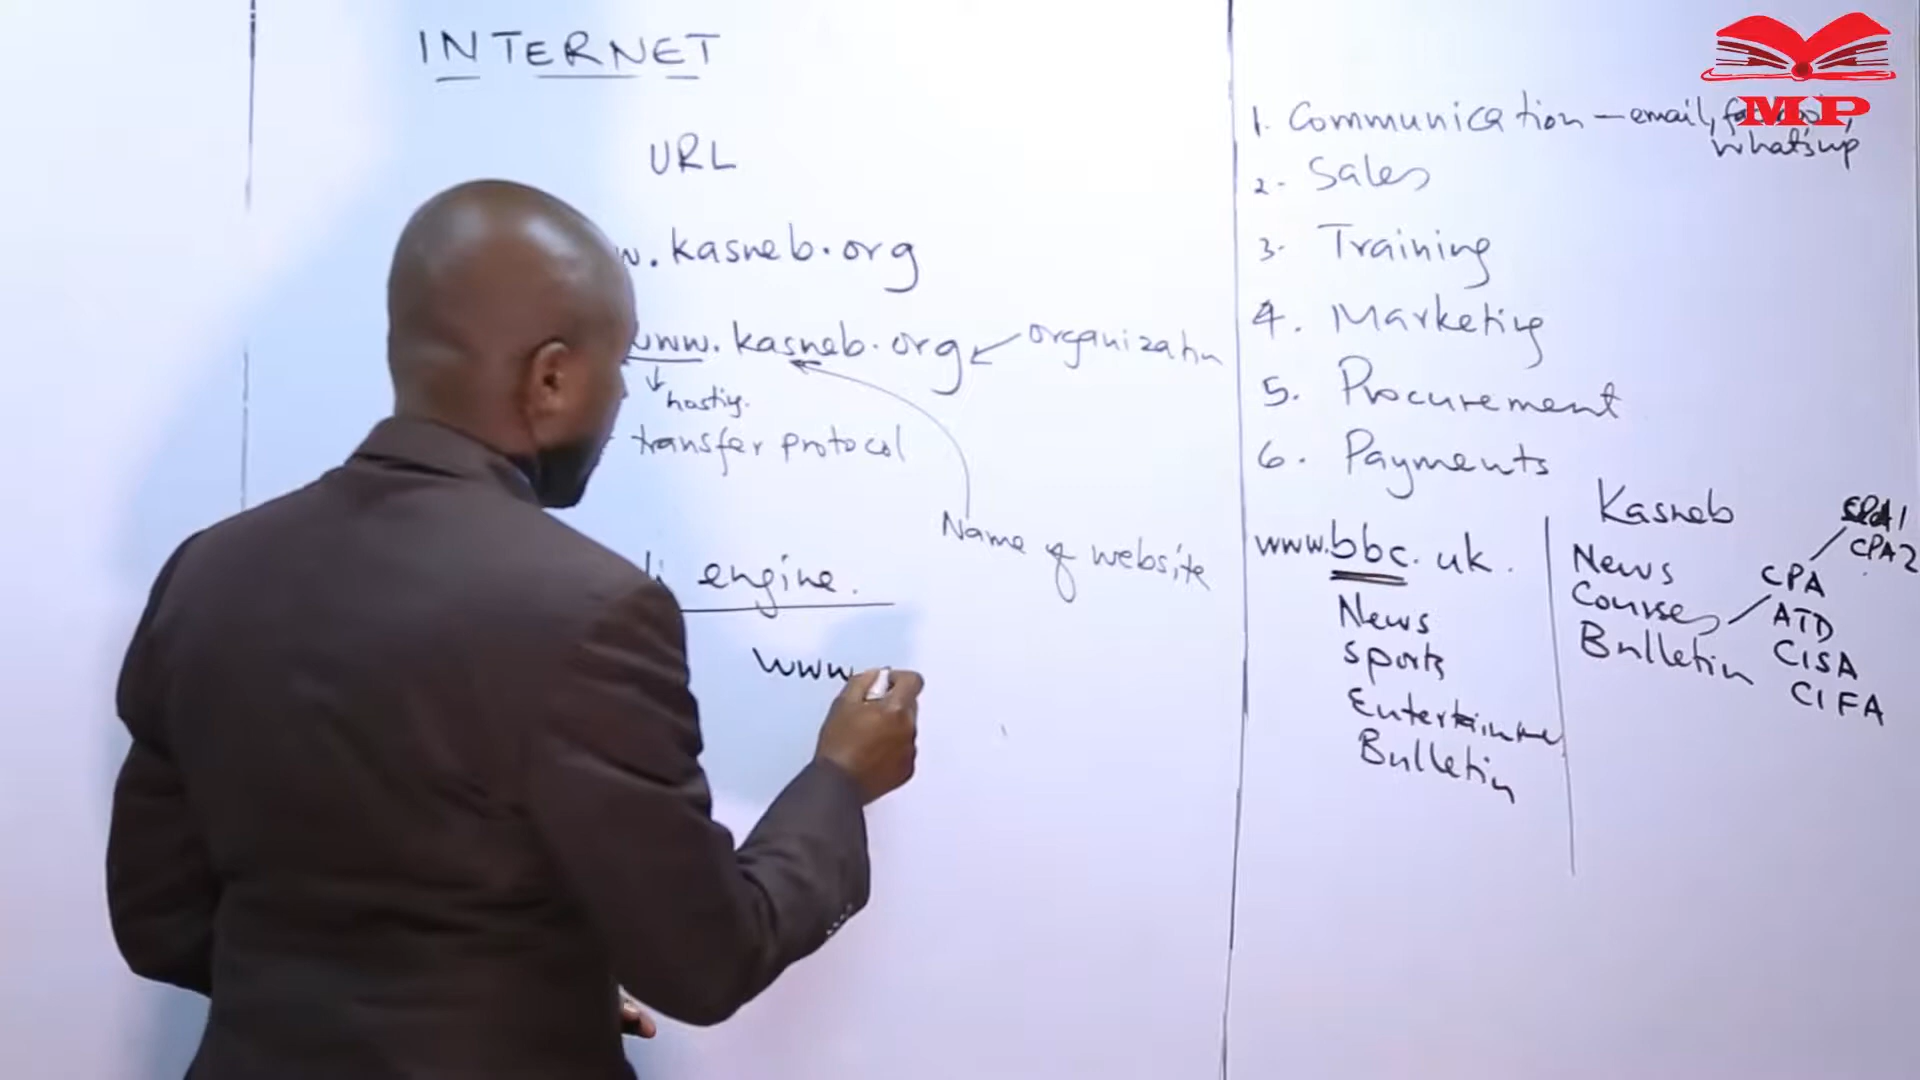 INTERNET
URL
w.kasneb.org
www.kasneb.org
organizatin
hosting.
transfer protocol
Name of website
engine.
www
1. Communication - email,
whatsup
2. Sales
3. Training
4. Marketing
5. Procurement
6. Payments
www.bbc.uk.
News
Sports
Entertainme
Bulletin
Kasneb
News
Courses
Bulletin
CPA
ATD
CISA
CIFA
CPA2
MP